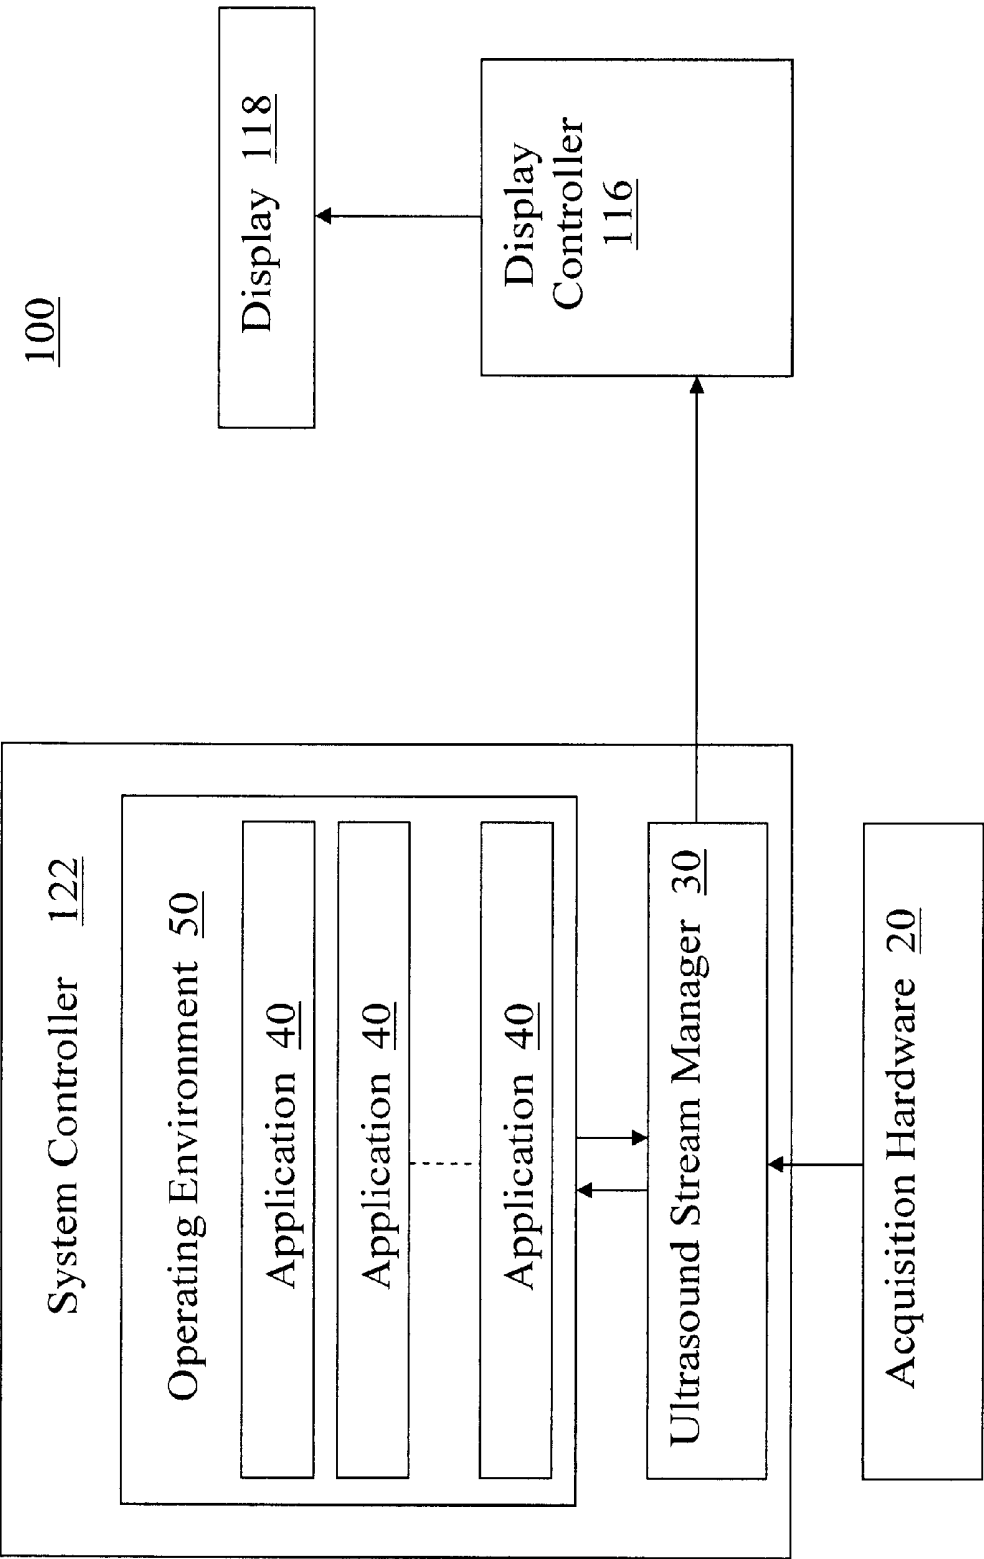 100
System Controller 122
Operating Environment 50
Application 40
Application 40
Application 40
Ultrasound Stream Manager 30
Acquisition Hardware 20
Display 118
Display
Controller
116